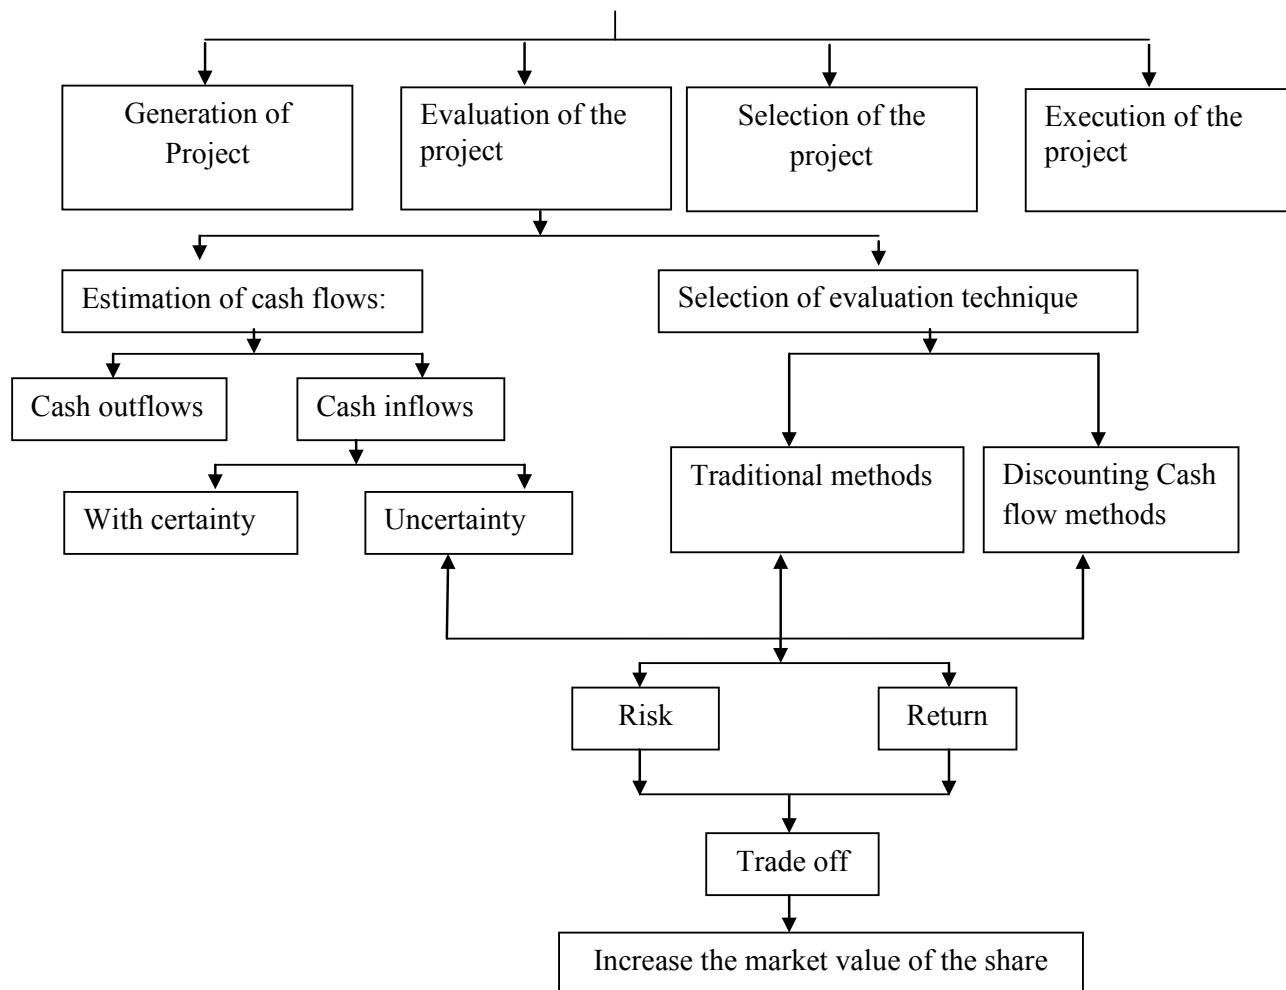 Generation of
Project
Evaluation of the
project
Selection of the
project
Execution of the
project
Estimation of cash flows:
Selection of evaluation technique
Cash outflows
Cash inflows
Traditional methods
Discounting Cash
flow methods
With certainty
Uncertainty
Risk
Return
Trade off
Increase the market value of the share